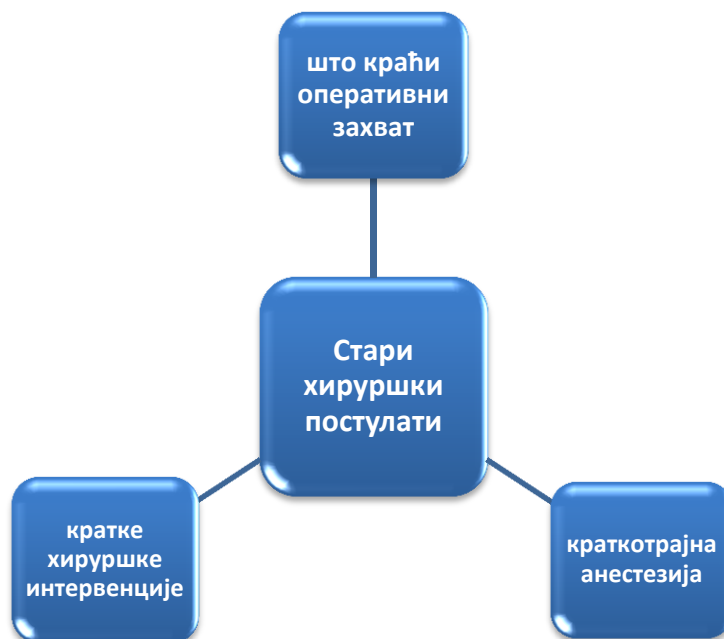 што краћи
оперативни
захват
Стари
хируршки
постулати
кратке
хируршке
интервенције
краткотрајна
анестезија